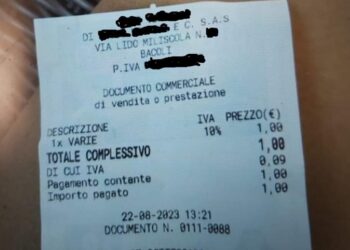 DI E C. S.A.S
VIA LIDO MILISCOLA N.
BACOLI
P.IVA
DOCUMENTO COMMERCIALE
di vendita o prestazione
DESCRIZIONE IVA PREZZO(€)
1x VARIE 10% 1,00
TOTALE COMPLESSIVO 1,00
DI CUI IVA 0,09
Pagamento contante 1,00
Importo pagato 1,00
22-08-2023 13:21
DOCUMENTO N. 0111-0088